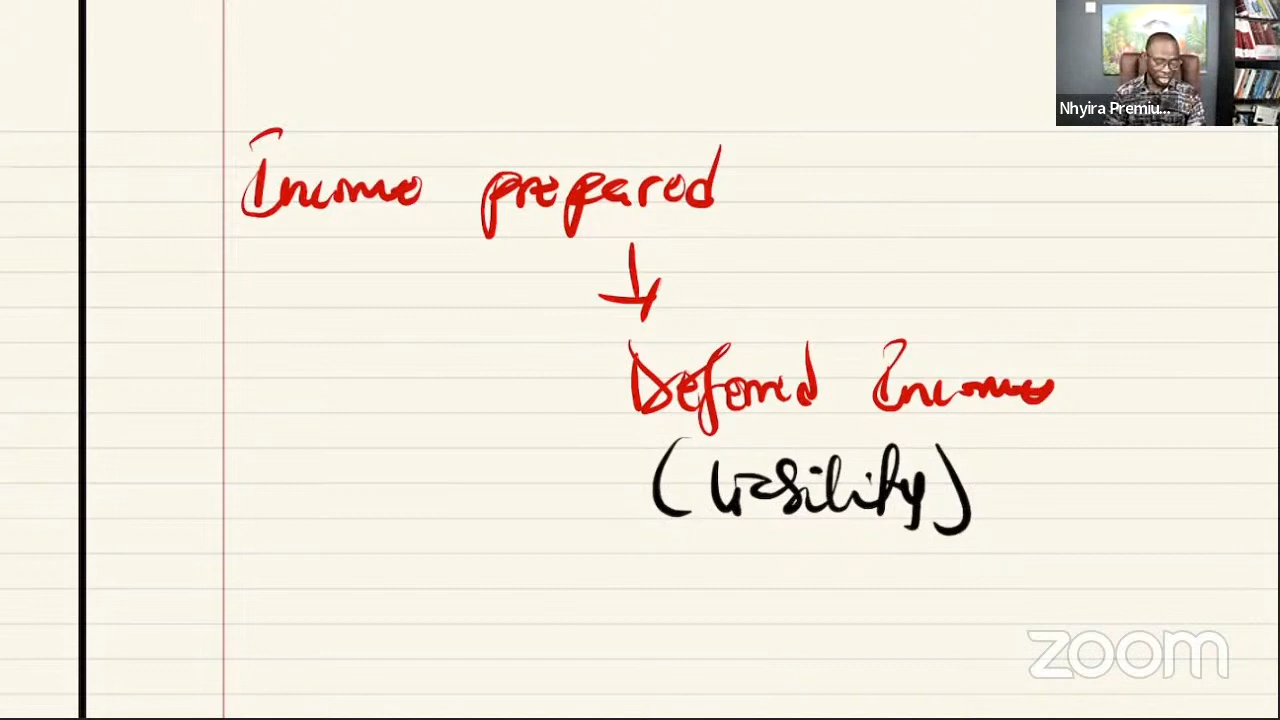 Nhyira Premiu...
Income prepared
Deferred Income
(Liability)
zoom